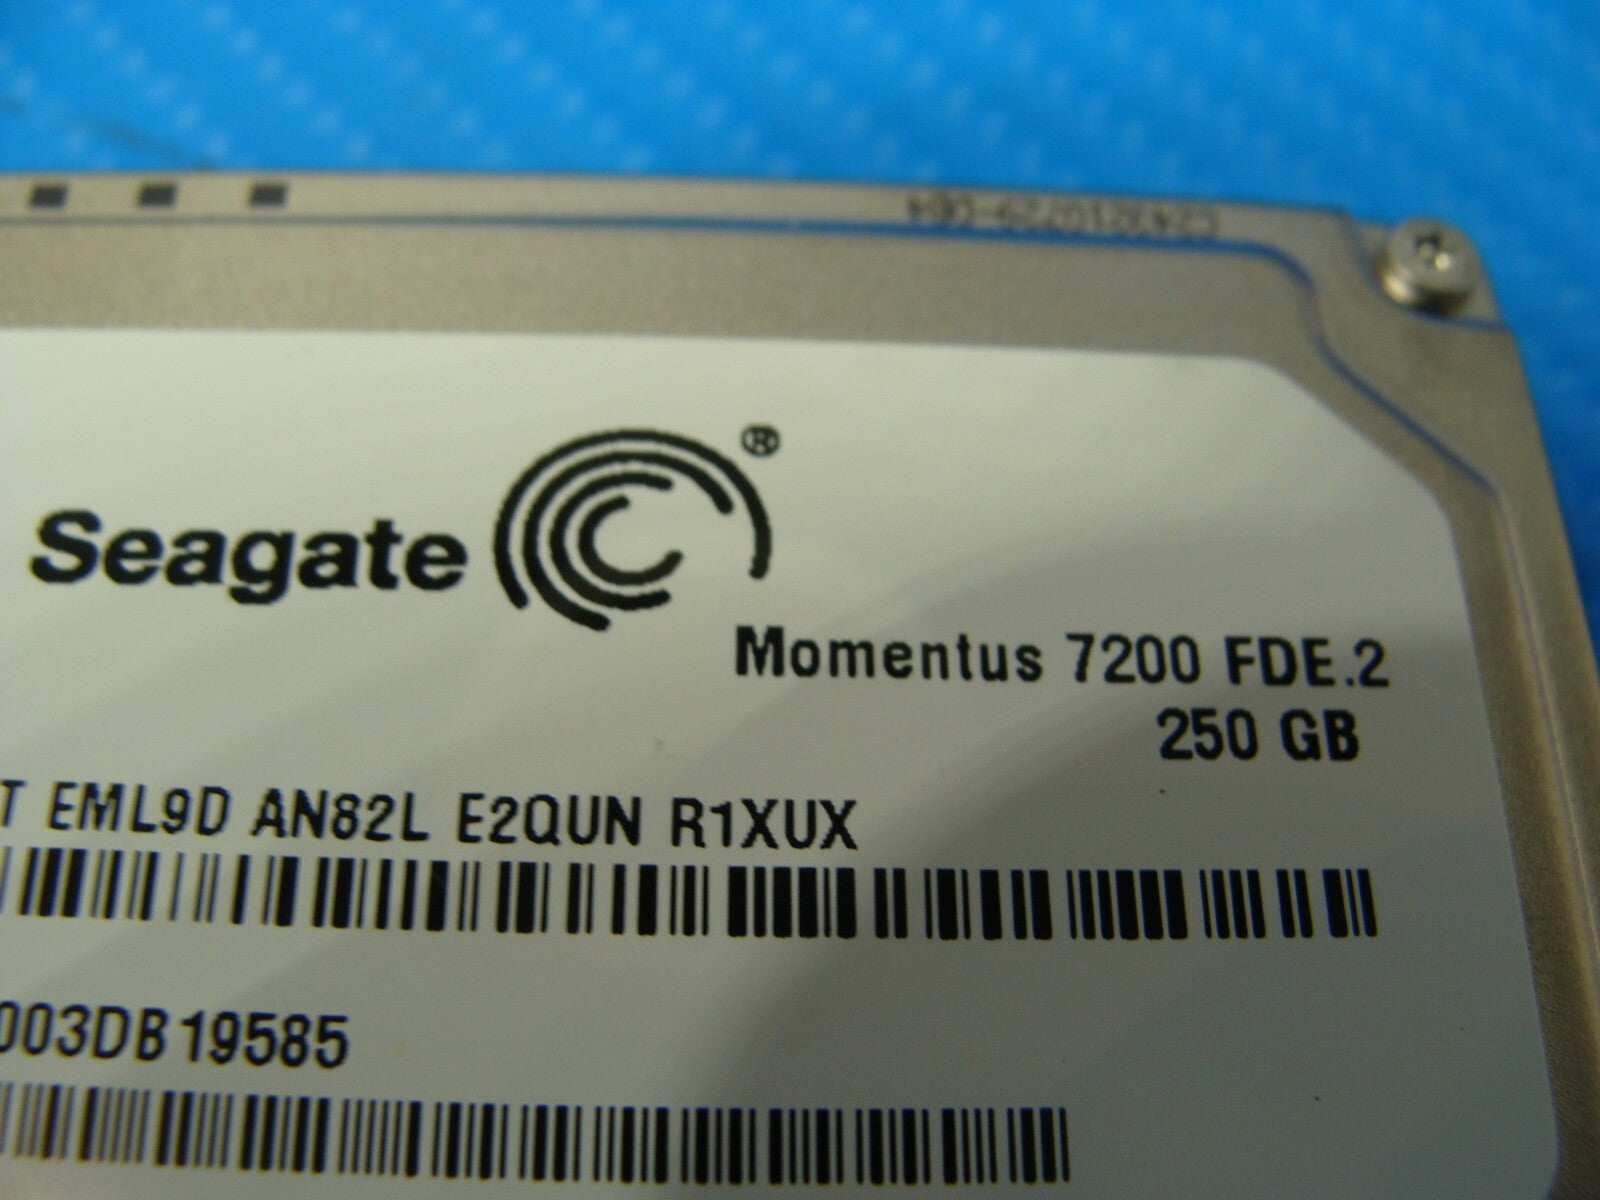 Seagate ®
Momentus 7200 FDE.2
250 GB
T EML9D AN82L E2QUN R1XUX
003DB19585